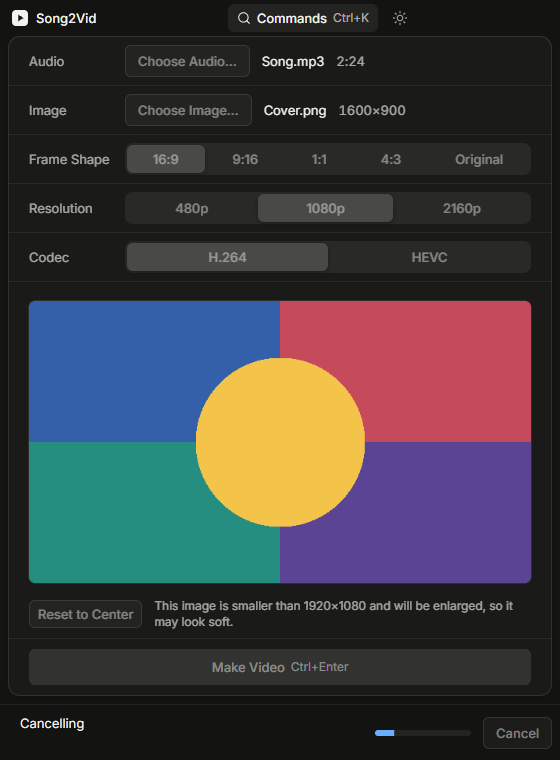 Song2Vid
Commands Ctrl+K
Audio Choose Audio... Song.mp3 2:24
Image Choose Image... Cover.png 1600×900
Frame Shape 16:9 9:16 1:1 4:3 Original
Resolution 480p 1080p 2160p
Codec H.264 HEVC
Reset to Center
This image is smaller than 1920×1080 and will be enlarged, so it
may look soft.
Make Video Ctrl+Enter
Cancelling
Cancel